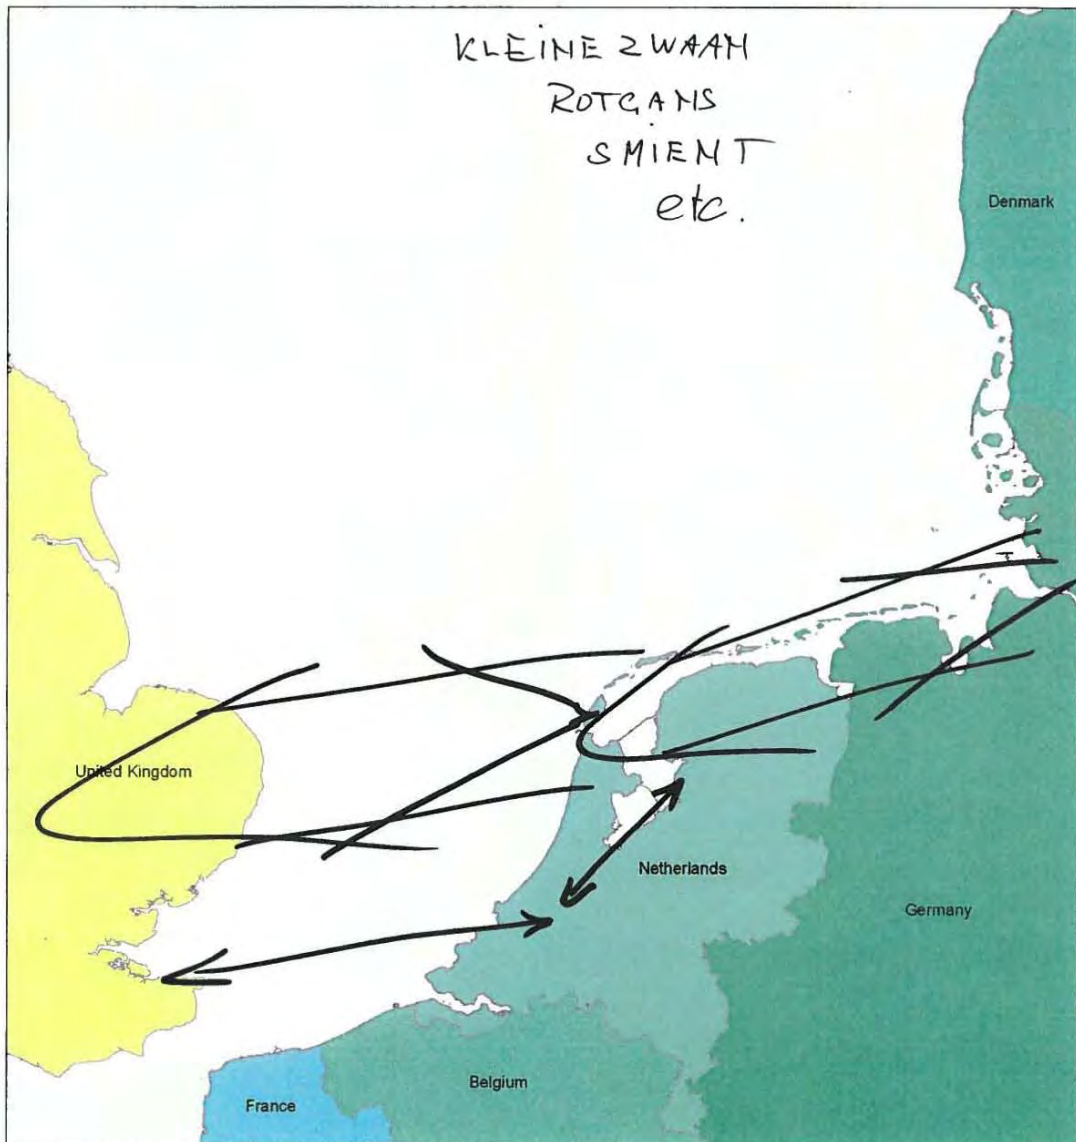 KLEINE ZWAAN
ROTGANS
SMIENT
etc.
Denmark
United Kingdom
Netherlands
Germany
Belgium
France